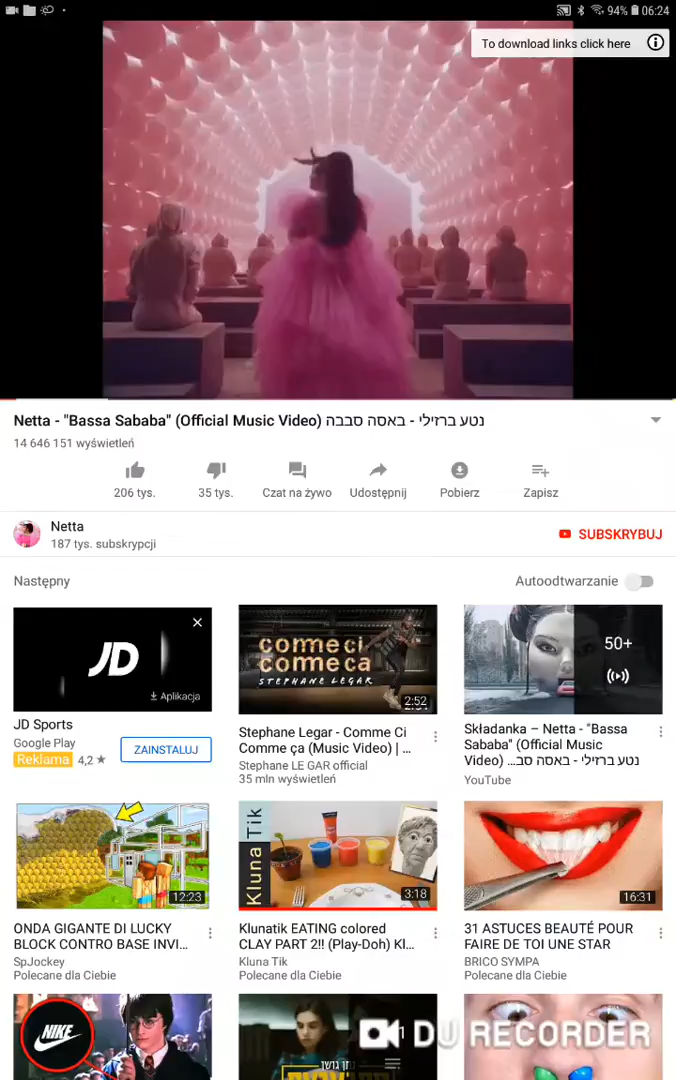 94% 06:24
To download links click here
Netta - "Bassa Sababa" (Official Music Video) נטע ברזילי - באסה סבבה
14 646 151 wyświetleń
206 tys.
35 tys.
Czat na żywo
Udostępnij
Pobierz
Zapisz
Netta
187 tys. subskrypcji
SUBSKRYBUJ
Następny
Autoodtwarzanie
JD
Aplikacja
JD Sports
Google Play
Reklama 4,2 ★
ZAINSTALUJ
comme ci
comme ca
STEPHANE LEGAR
2:52
Stephane Legar - Comme Ci
Comme ça (Music Video) | ...
Stephane LE GAR official
35 mln wyświetleń
50+
Składanka – Netta - "Bassa
Sababa" (Official Music
Video) נטע ברזילי - באסה סב...
YouTube
12:23
ONDA GIGANTE DI LUCKY
BLOCK CONTRO BASE INVI...
SpJockey
Polecane dla Ciebie
Kluna Tik
3:18
Klunatik EATING colored
CLAY PART 2!! (Play-Doh) Kl...
Kluna Tik
Polecane dla Ciebie
16:31
31 ASTUCES BEAUTÉ POUR
FAIRE DE TOI UNE STAR
BRICO SYMPA
Polecane dla Ciebie
NIKE
DU RECORDER